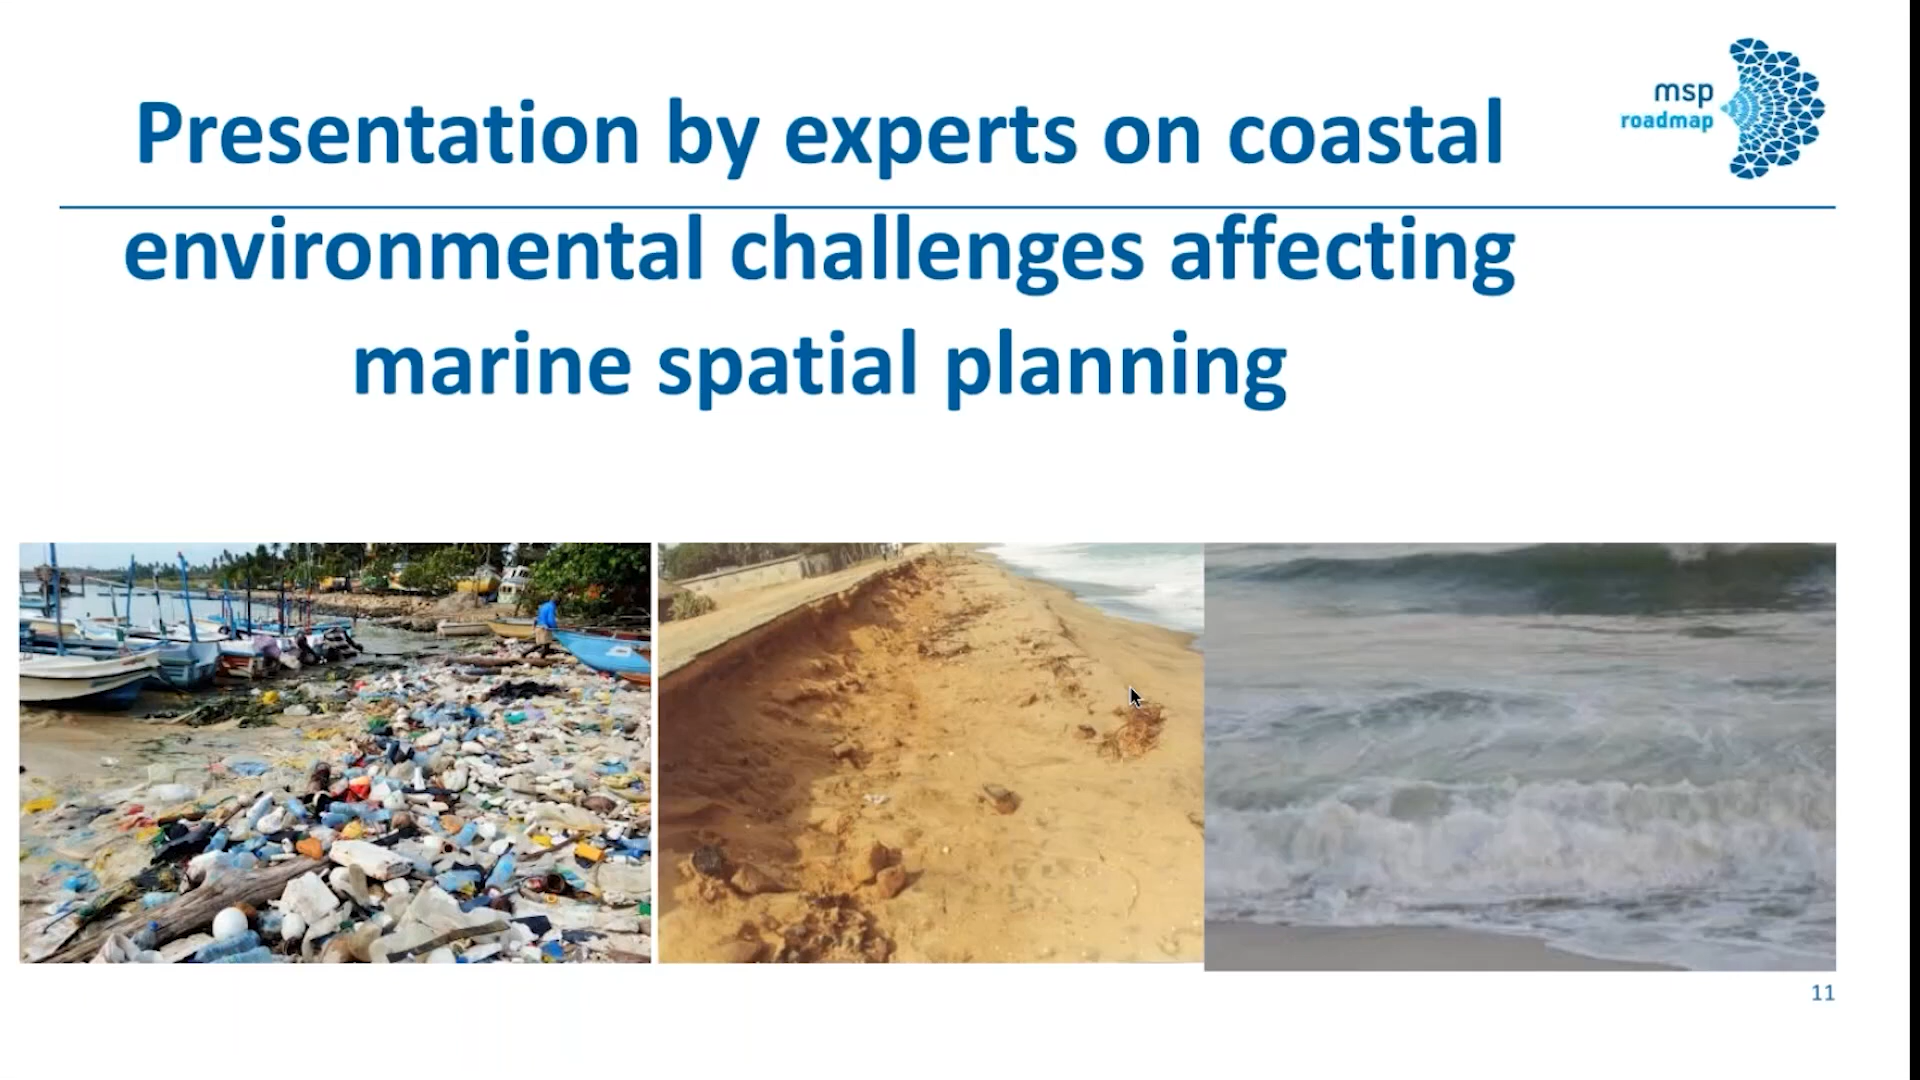 Presentation by experts on coastal
environmental challenges affecting
marine spatial planning
msp
roadmap
11